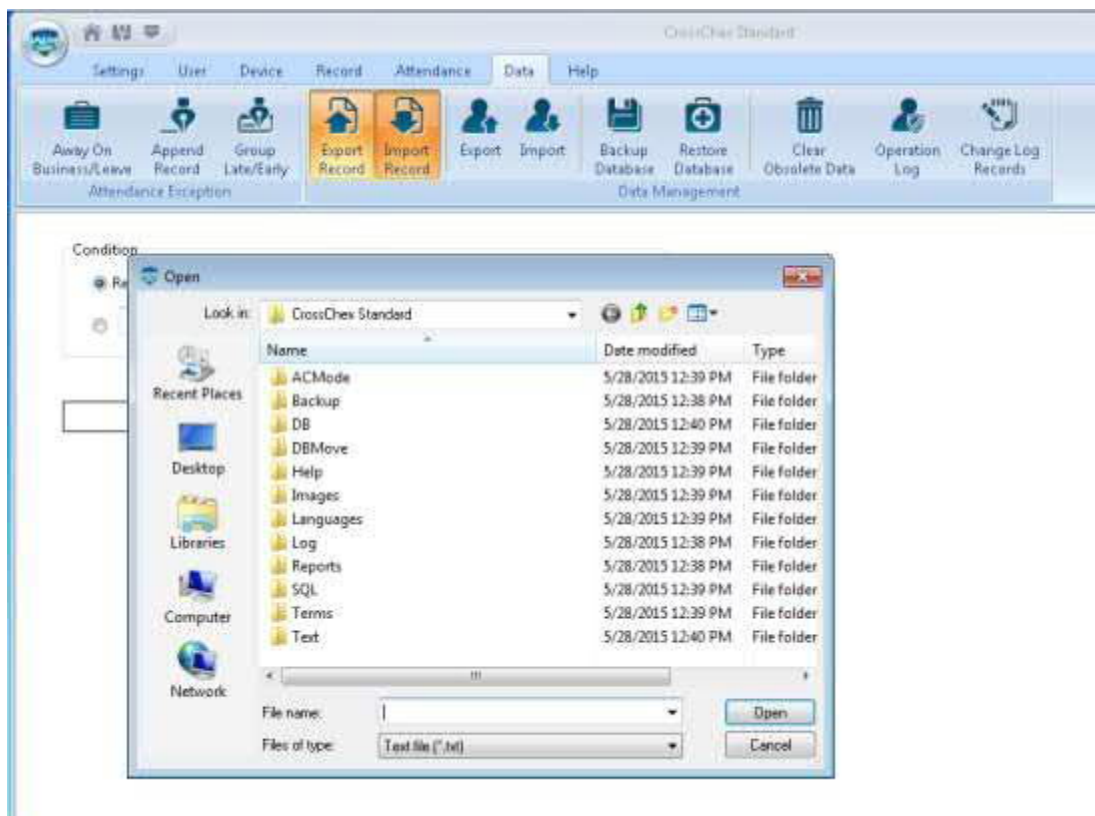 CrossChex Standard
Settings User Device Record Attendance Data Help
Away On Business/Leave
Append Record
Group Late/Early
Export Record
Import Record
Export
Import
Backup Database
Restore Database
Clear Obsolete Data
Operation Log
Change Log Records
Attendance Exception
Data Management
Condition
Re
Open
Look in: CrossChex Standard
Name Date modified Type
ACMode 5/28/2015 12:39 PM File folder
Backup 5/28/2015 12:38 PM File folder
DB 5/28/2015 12:40 PM File folder
DBMove 5/28/2015 12:39 PM File folder
Help 5/28/2015 12:39 PM File folder
Images 5/28/2015 12:39 PM File folder
Languages 5/28/2015 12:39 PM File folder
Log 5/28/2015 12:38 PM File folder
Reports 5/28/2015 12:38 PM File folder
SQL 5/28/2015 12:39 PM File folder
Terms 5/28/2015 12:39 PM File folder
Text 5/28/2015 12:40 PM File folder
Recent Places
Desktop
Libraries
Computer
Network
File name: Open
Files of type: Text file (*.txt) Cancel